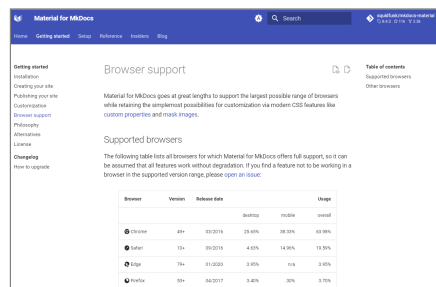 Material for MkDocs
Search
squidfunk/mkdocs-material
Home Getting started Setup Reference Insiders Blog
Getting started
Installation
Creating your site
Publishing your site
Customization
Browser support
Philosophy
Alternatives
License
Changelog
How to upgrade
Browser support
Material for MkDocs goes at great lengths to support the largest possible range of browsers
while retaining the simplemost possibilities for customization via modern CSS features like
custom properties and mask images.
Supported browsers
The following table lists all browsers for which Material for MkDocs offers full support, so it can
be assumed that all features work without degradation. If you find a feature not to be working in a
browser in the supported version range, please open an issue:
Browser Version Release date Usage
desktop mobile overall
Chrome 49+ 03/2016 25.65% 38.33% 63.98%
Safari 10+ 09/2016 4.63% 14.96% 19.59%
Edge 79+ 01/2020 3.95% n/a 3.95%
Firefox 53+ 04/2017 3.40% .30% 3.70%
Table of contents
Supported browsers
Other browsers